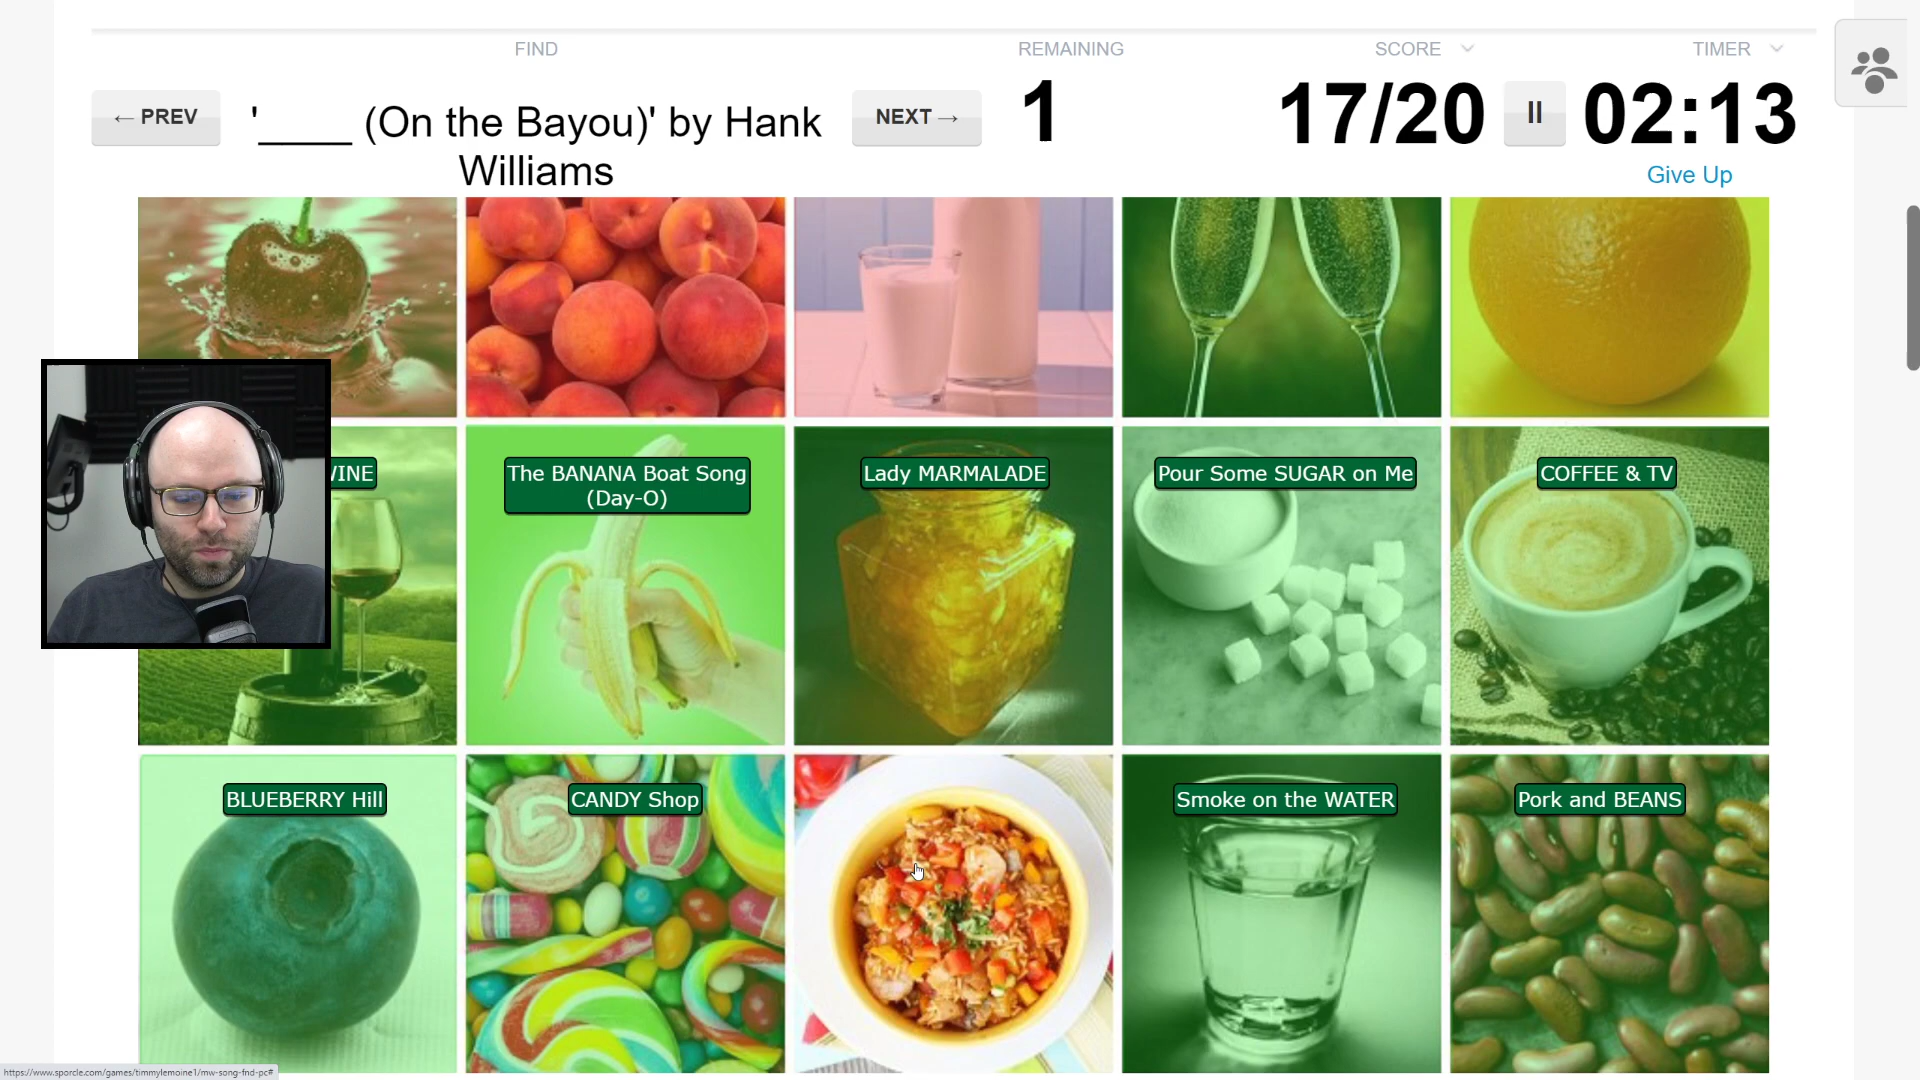 FIND
REMAINING
SCORE
TIMER
← PREV
'____ (On the Bayou)' by Hank
Williams
NEXT →
1
17/20
02:13
Give Up
The BANANA Boat Song
(Day-O)
Lady MARMALADE
Pour Some SUGAR on Me
COFFEE & TV
BLUEBERRY Hill
CANDY Shop
Smoke on the WATER
Pork and BEANS
https://www.sporcle.com/games/timmylemoine1/mw-song-fnd-pc#